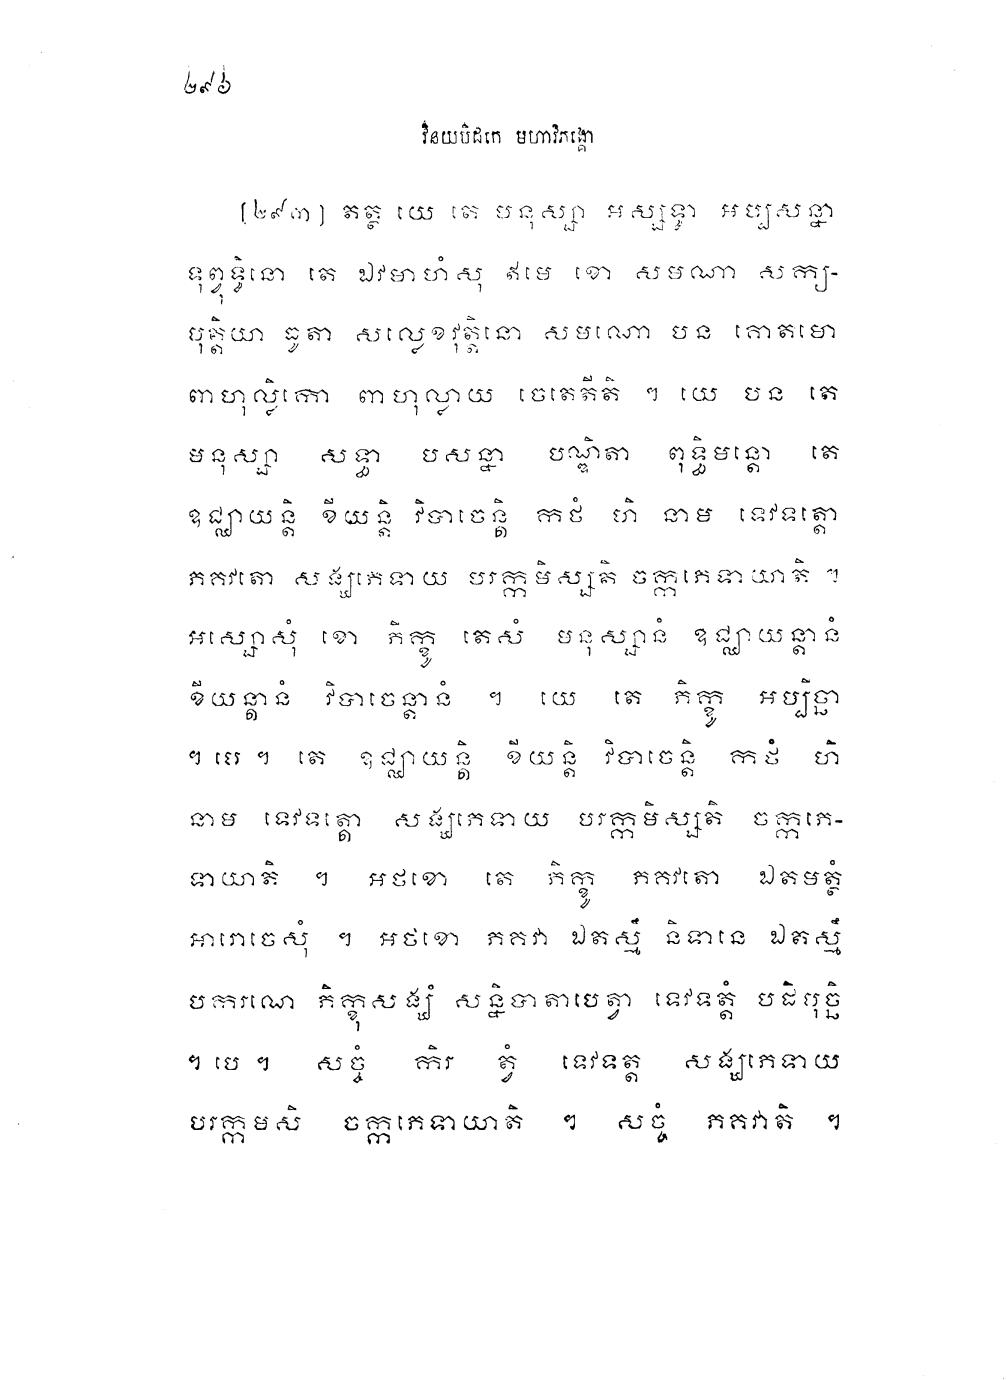 ២៩៦
វិនយបិដកេ មហាវិភង្គោ
[២៩៣] តត្ថ យេ តេ មនុស្សា អស្សទ្ធា អប្បសន្នា
ទុព្ពុទ្ធិនោ តេ ឯវមាហំសុ ឥមេ ខោ សមណា សក្យ-
បុត្តិយា ធូតា សល្លេខវុត្តិនោ សមណោ បន គោតមោ
ពាហុល្លិកោ ពាហុល្លាយ ចេតេតីតិ ។ យេ បន តេ
មនុស្សា សទ្ធា បសន្នា បណ្ឌិតា ពុទ្ធិមន្តោ តេ
ឧជ្ឈាយន្តិ ខីយន្តិ វិបាចេន្តិ កថំ ហិ នាម ទេវទត្តោ
ភគវតោ សង្ឃភេទាយ បរក្កមិស្សតិ ចក្កភេទាយាតិ ។
អស្សោសុំ ខោ ភិក្ខូ តេសំ មនុស្សានំ ឧជ្ឈាយន្តានំ
ខីយន្តានំ វិបាចេន្តានំ ។ យេ តេ ភិក្ខូ អប្បិច្ឆា
។ បេ ។ តេ ឧជ្ឈាយន្តិ ខីយន្តិ វិបាចេន្តិ កថំ ហិ
នាម ទេវទត្តោ សង្ឃភេទាយ បរក្កមិស្សតិ ចក្កភេ-
ទាយាតិ ។ អថខោ តេ ភិក្ខូ ភគវតោ ឯតមត្ថំ
អារោចេសុំ ។ អថខោ ភគវា ឯតស្មឹ និទានេ ឯតស្មឹ
បករណេ ភិក្ខុសង្ឃំ សន្និបាតាបេត្វា ទេវទត្តំ បដិបុច្ឆិ
។ បេ ។ សច្ចំ កិរ ត្វំ ទេវទត្ត សង្ឃភេទាយ
បរក្កមសិ ចក្កភេទាយាតិ ។ សច្ចំ ភគវាតិ ។